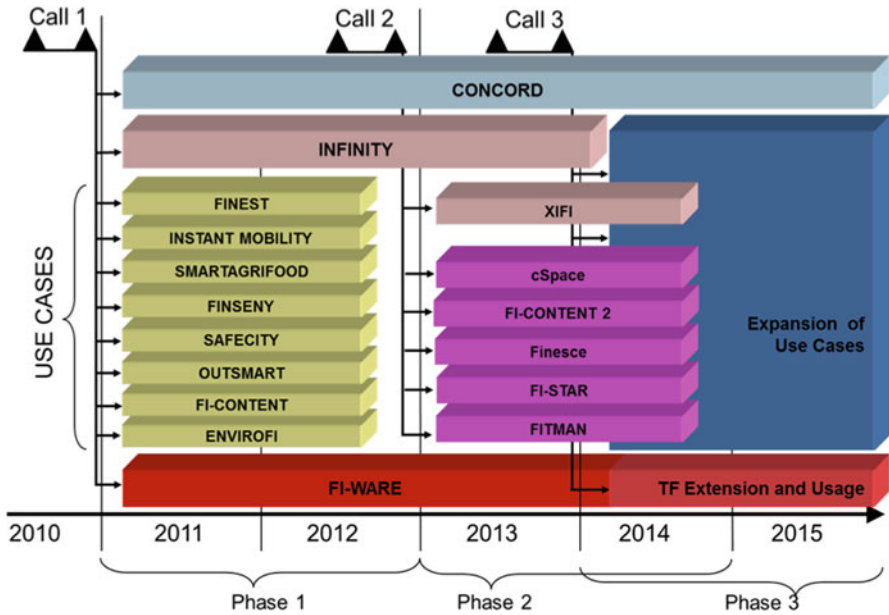 Call 1
Call 2
Call 3
CONCORD
INFINITY
USE CASES
FINEST
INSTANT MOBILITY
SMARTAGRIFOOD
FINSENY
SAFECITY
OUTSMART
FI-CONTENT
ENVIROFI
XIFI
cSpace
FI-CONTENT 2
Finesce
FI-STAR
FITMAN
Expansion of
Use Cases
FI-WARE
TF Extension and Usage
2010
2011
2012
2013
2014
2015
Phase 1
Phase 2
Phase 3